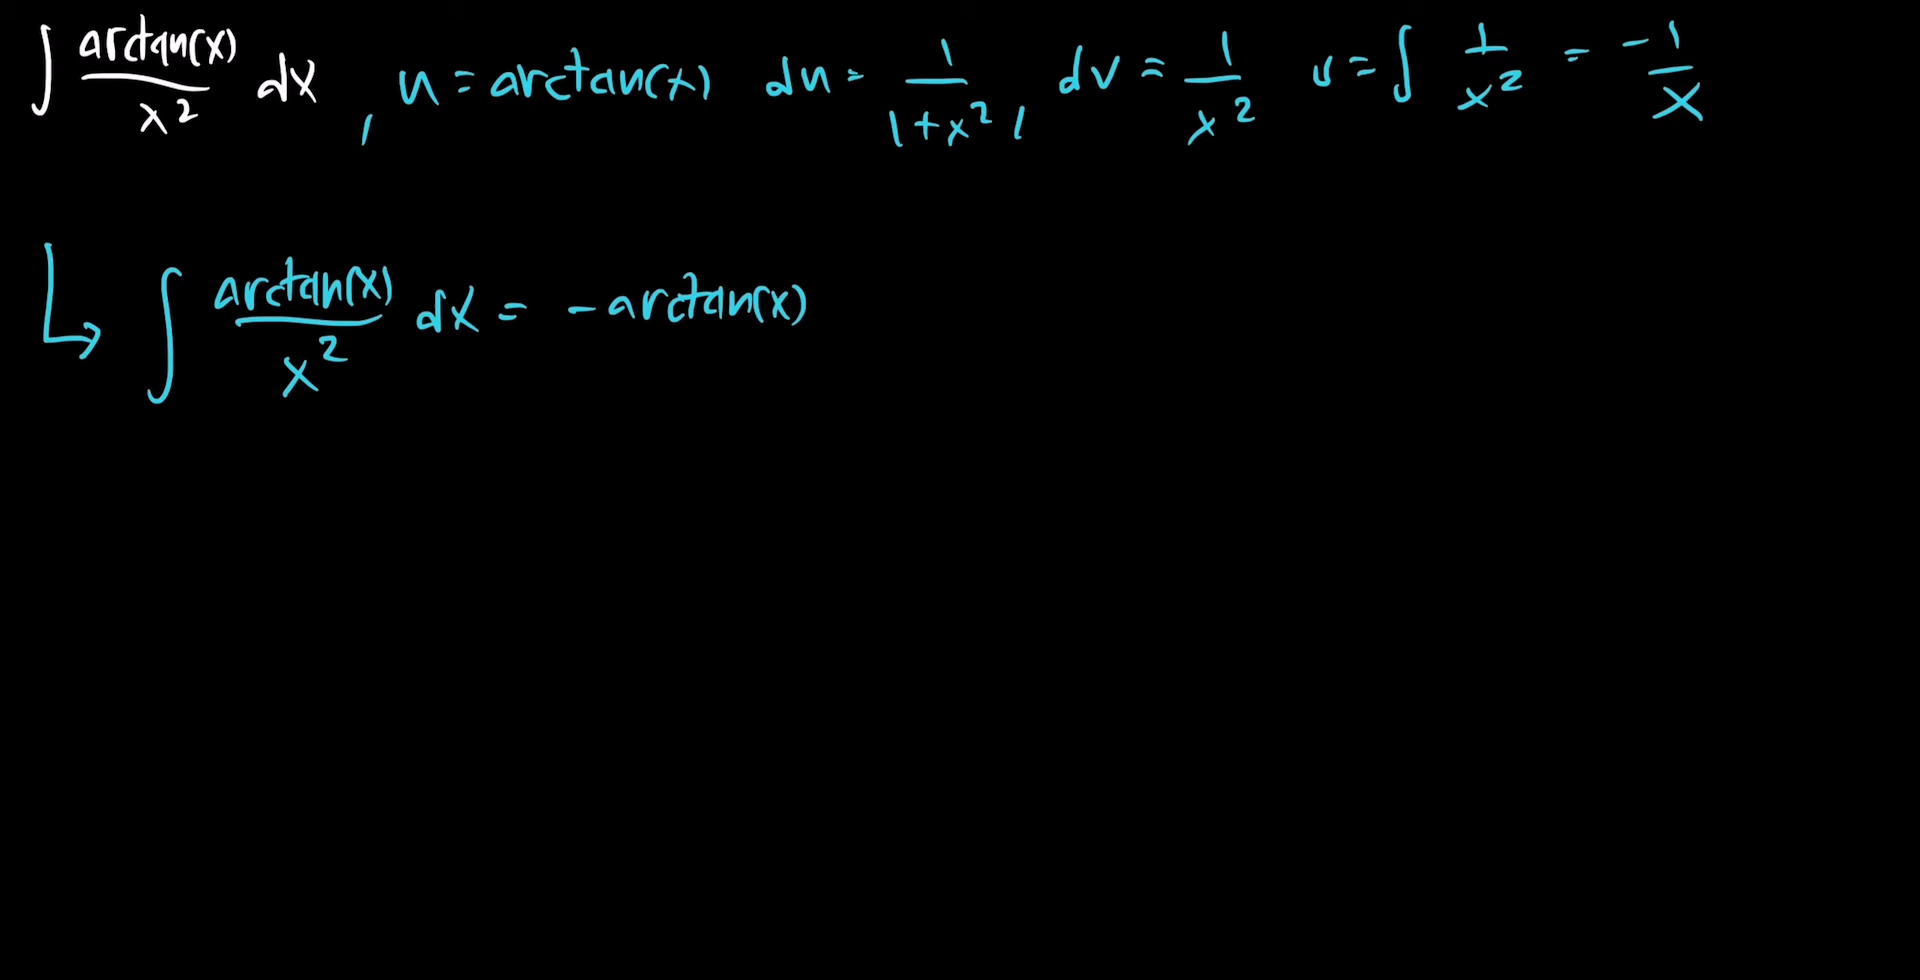 ∫ arctan(x)/x² dx , u = arctan(x) du = 1/(1+x²), dv = 1/x² v = ∫ 1/x² = -1/x
↳ ∫ arctan(x)/x² dx = -arctan(x)